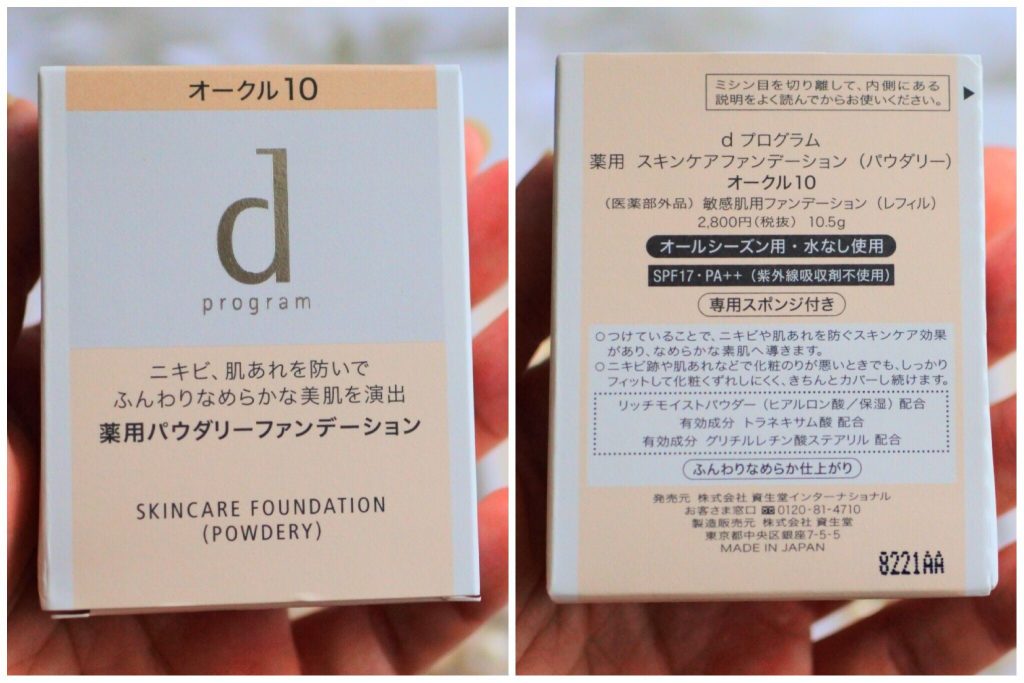 オークル10
d
program
ニキビ、肌あれを防いで
ふんわりなめらかな美肌を演出
薬用パウダリーファンデーション
SKINCARE FOUNDATION
(POWDERY)
ミシン目を切り離して、内側にある
説明をよく読んでからお使いください。
d プログラム
薬用 スキンケアファンデーション（パウダリー）
オークル10
（医薬部外品）敏感肌用ファンデーション（レフィル）
2,800円(税抜) 10.5g
オールシーズン用・水なし使用
SPF17・PA++（紫外線吸収剤不使用）
専用スポンジ付き
○つけていることで、ニキビや肌あれを防ぐスキンケア効果
があり、なめらかな素肌へ導きます。
○ニキビ跡や肌あれなどで化粧のりが悪いときでも、しっかり
フィットして化粧くずれしにくく、きちんとカバーし続けます。
リッチモイストパウダー（ヒアルロン酸／保湿）配合
有効成分 トラネキサム酸 配合
有効成分 グリチルレチン酸ステアリル 配合
ふんわりなめらか仕上がり
発売元 株式会社 資生堂インターナショナル
お客さま窓口 0120-81-4710
製造販売元 株式会社 資生堂
東京都中央区銀座7-5-5
MADE IN JAPAN
8221AA